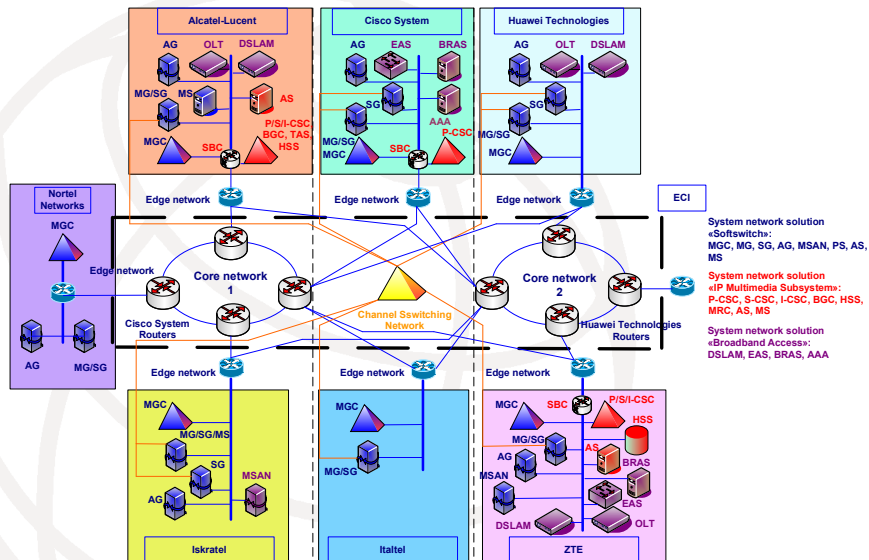 Alcatel-Lucent
AG
OLT
DSLAM
MG/SG
MS
AS
P/S/I-CSC
BGC, TAS,
HSS
MGC
SBC
Cisco System
EAS
BRAS
AG
SG
AAA
MG/SG
P-CSC
MGC
SBC
Huawei Technologies
AG
OLT
DSLAM
SG
MG/SG
MGC
Nortel
Networks
MGC
Edge network
AG
MG/SG
Edge network
Edge network
Edge network
ECI
Core network
1
Cisco System
Routers
Channel Sswitching
Network
Core network
2
Huawei Technologies
Routers
System network solution
«Softswitch»:
MGC, MG, SG, AG, MSAN, PS, AS,
MS
System network solution
«IP Multimedia Subsystem»:
P-CSC, S-CSC, I-CSC, BGC, HSS,
MRC, AS, MS
System network solution
«Broadband Access»:
DSLAM, EAS, BRAS, AAA
Edge network
Edge network
Edge network
MGC
MG/SG/MS
SG
AG
MSAN
Iskratel
MGC
MG/SG
Italtel
MGC
SBC
P/S/I-CSC
HSS
MG/SG
AS
AG
BRAS
MSAN
EAS
DSLAM
OLT
ZTE